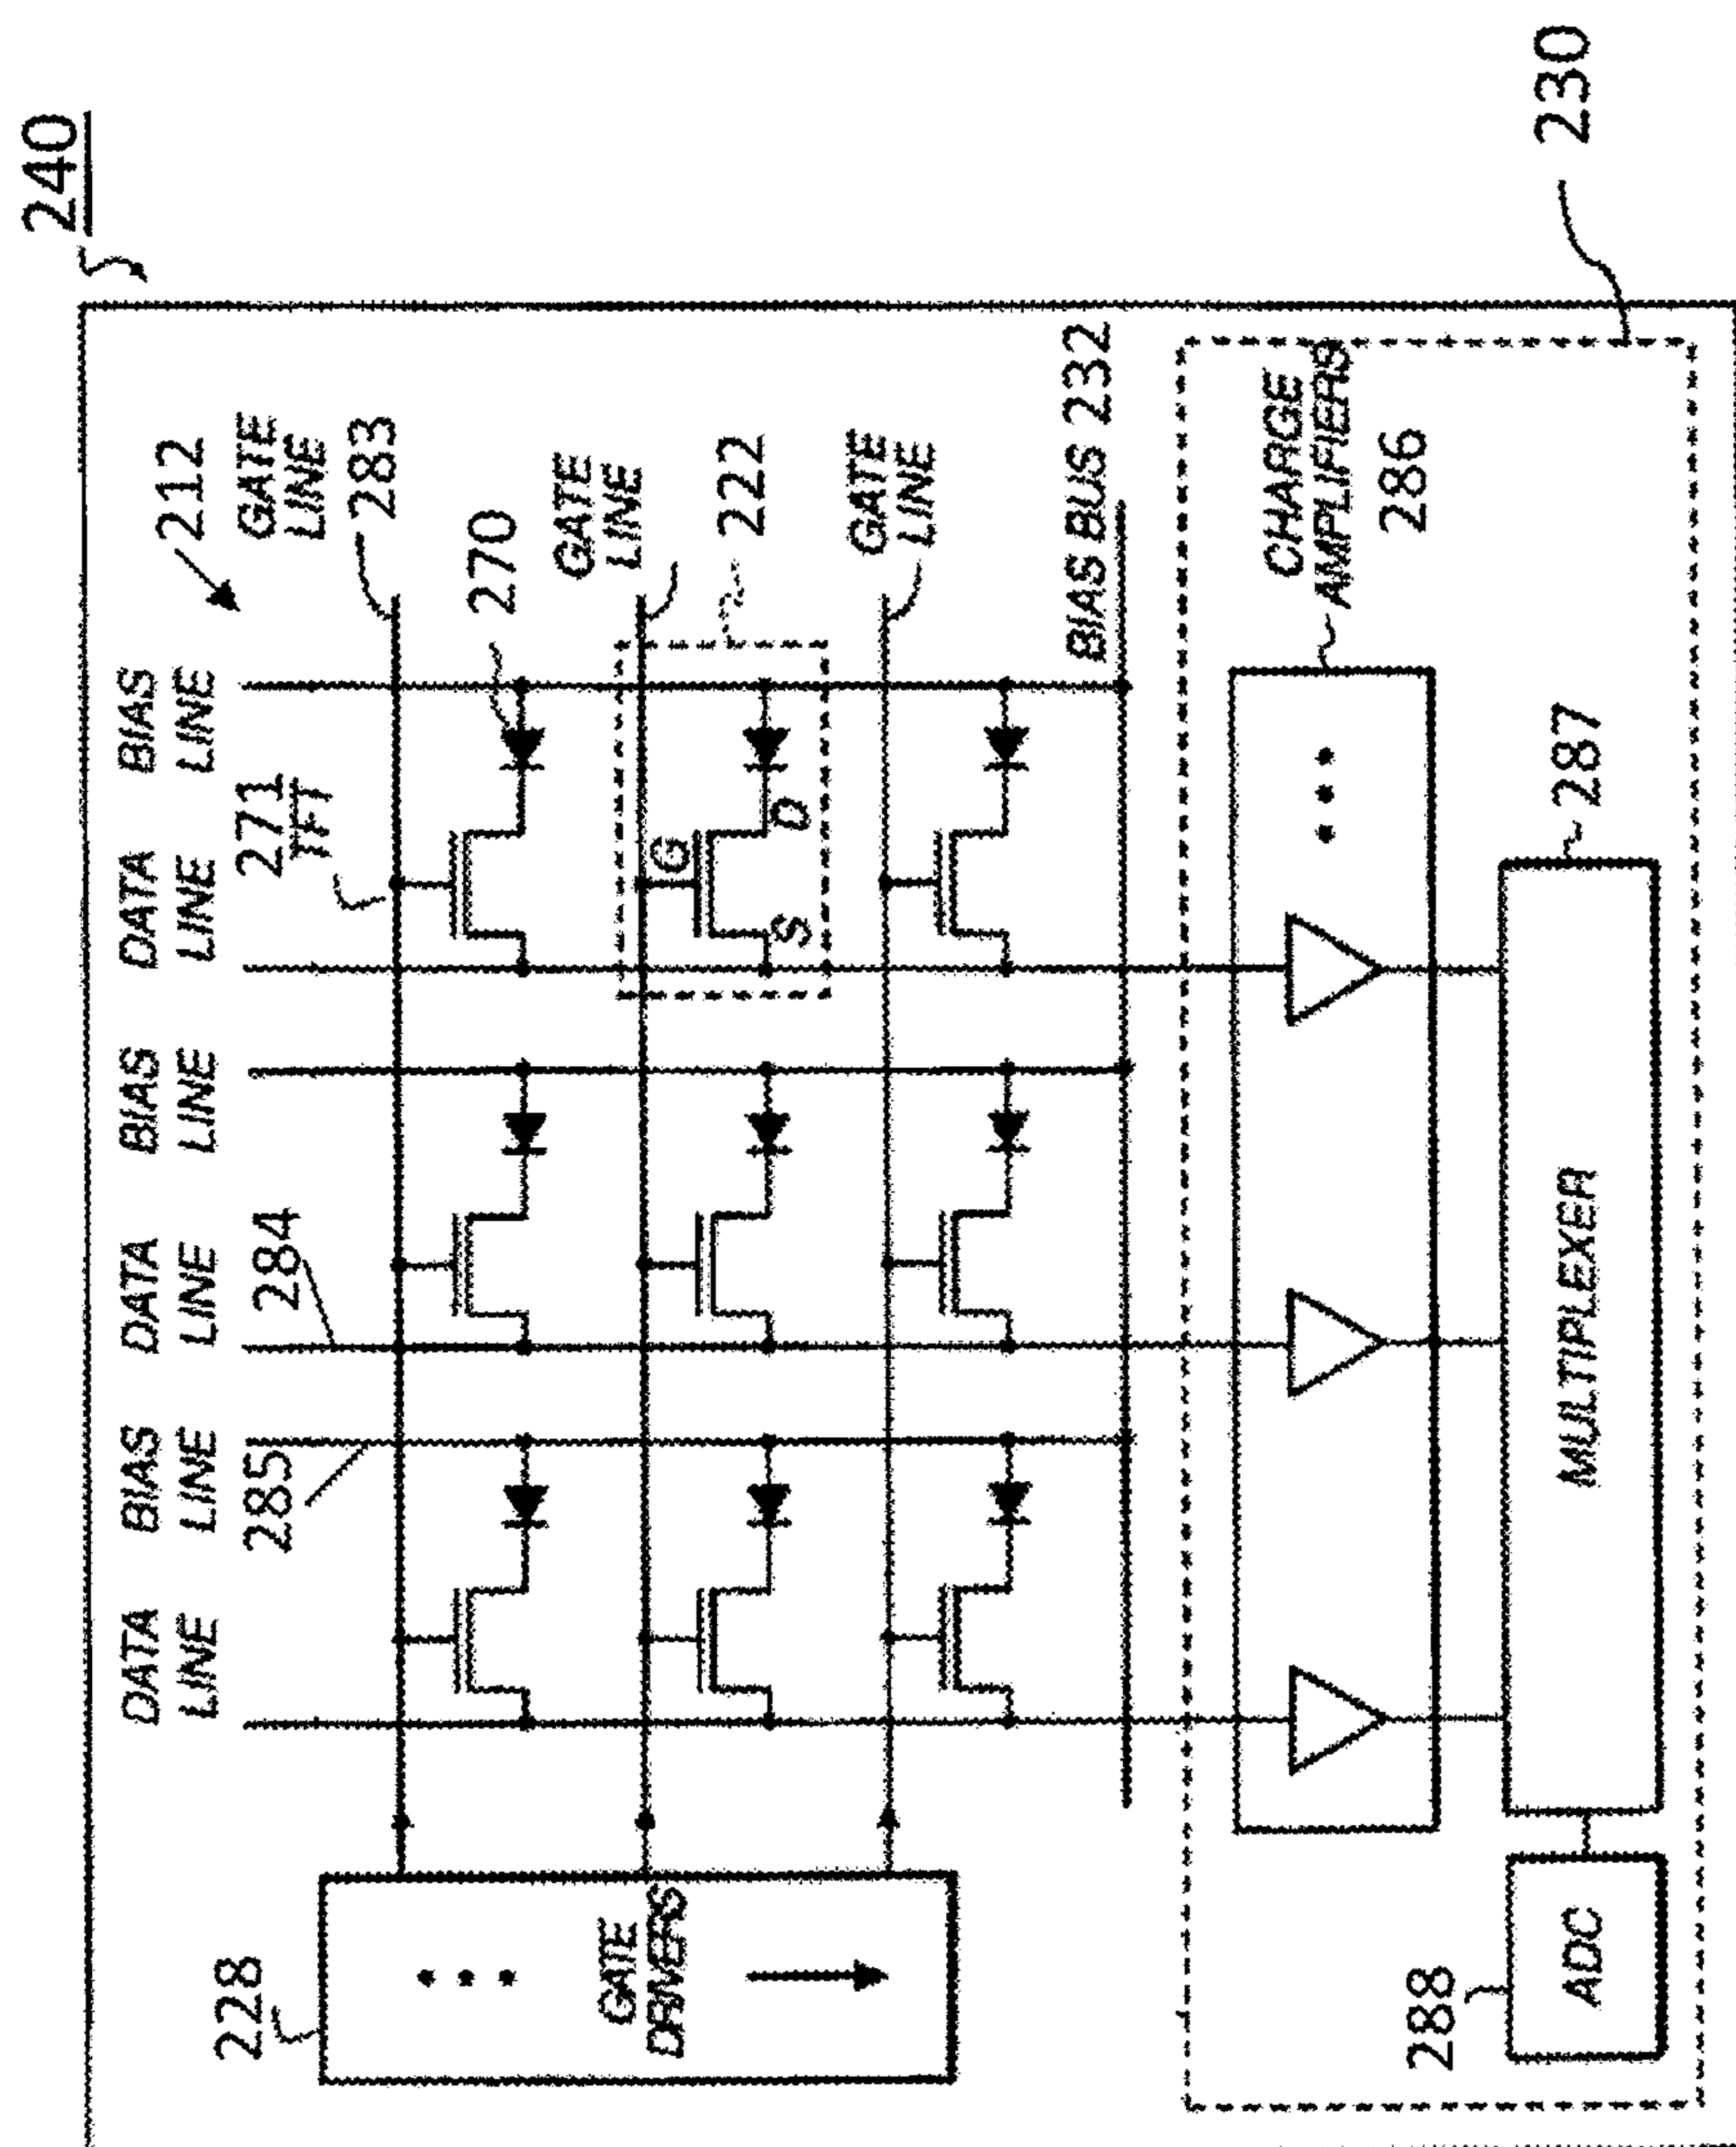 240
212
DATA
LINE
BIAS
LINE
DATA
LINE
BIAS
LINE
DATA
LINE
BIAS
LINE
GATE
LINE
283
285
284
271
TFT
270
GATE
LINE
222
G
S
D
GATE
LINE
228
GATE
DRIVERS
BIAS BUS 232
CHARGE
AMPLIFIERS
286
287
MULTIPLEXER
288
ADC
230